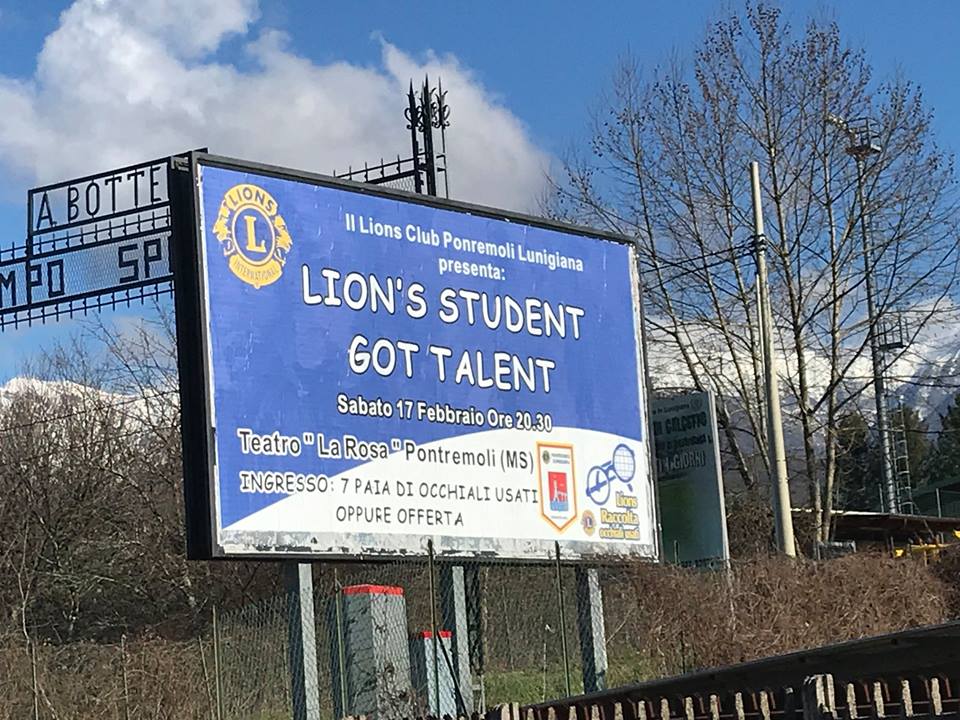 A. BOTTE
MPO SP
LIONS
L
INTERNATIONAL
Il Lions Club Ponremoli Lunigiana
presenta:
LION'S STUDENT
GOT TALENT
Sabato 17 Febbraio Ore 20.30
Teatro " La Rosa " Pontremoli (MS)
INGRESSO: 7 PAIA DI OCCHIALI USATI
OPPURE OFFERTA
Lions
Raccolta
occhiali usati
CALCETTO
GIORNI